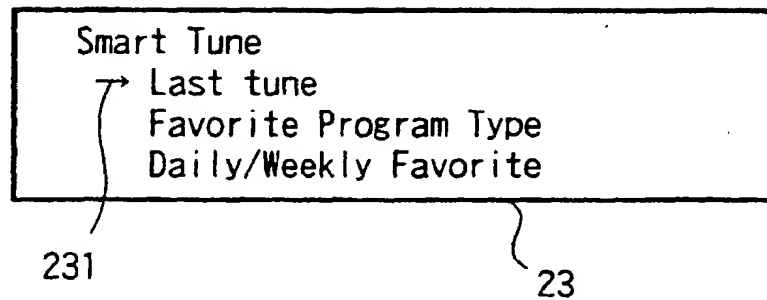 Smart Tune
→ Last tune
Favorite Program Type
Daily/Weekly Favorite
231
23